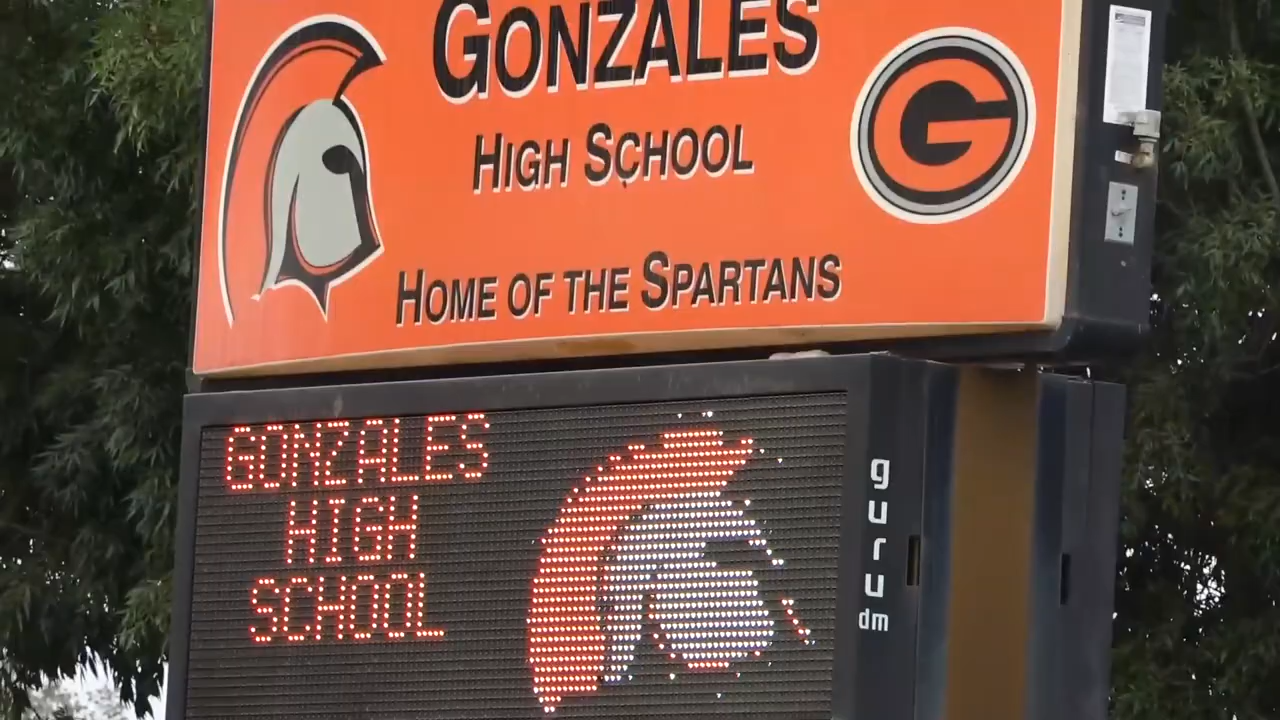 GONZALES
HIGH SCHOOL
G
HOME OF THE SPARTANS
GONZALES
HIGH
SCHOOL
guru
dm